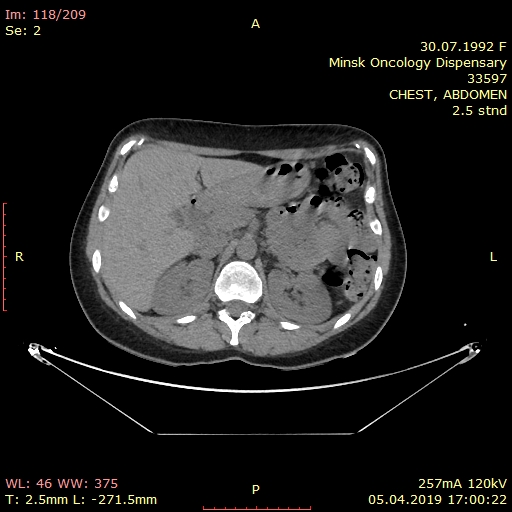 Im: 118/209
Se: 2
A
30.07.1992 F
Minsk Oncology Dispensary
33597
CHEST, ABDOMEN
2.5 stnd
R
L
WL: 46 WW: 375
T: 2.5mm L: -271.5mm
P
257mA 120kV
05.04.2019 17:00:22